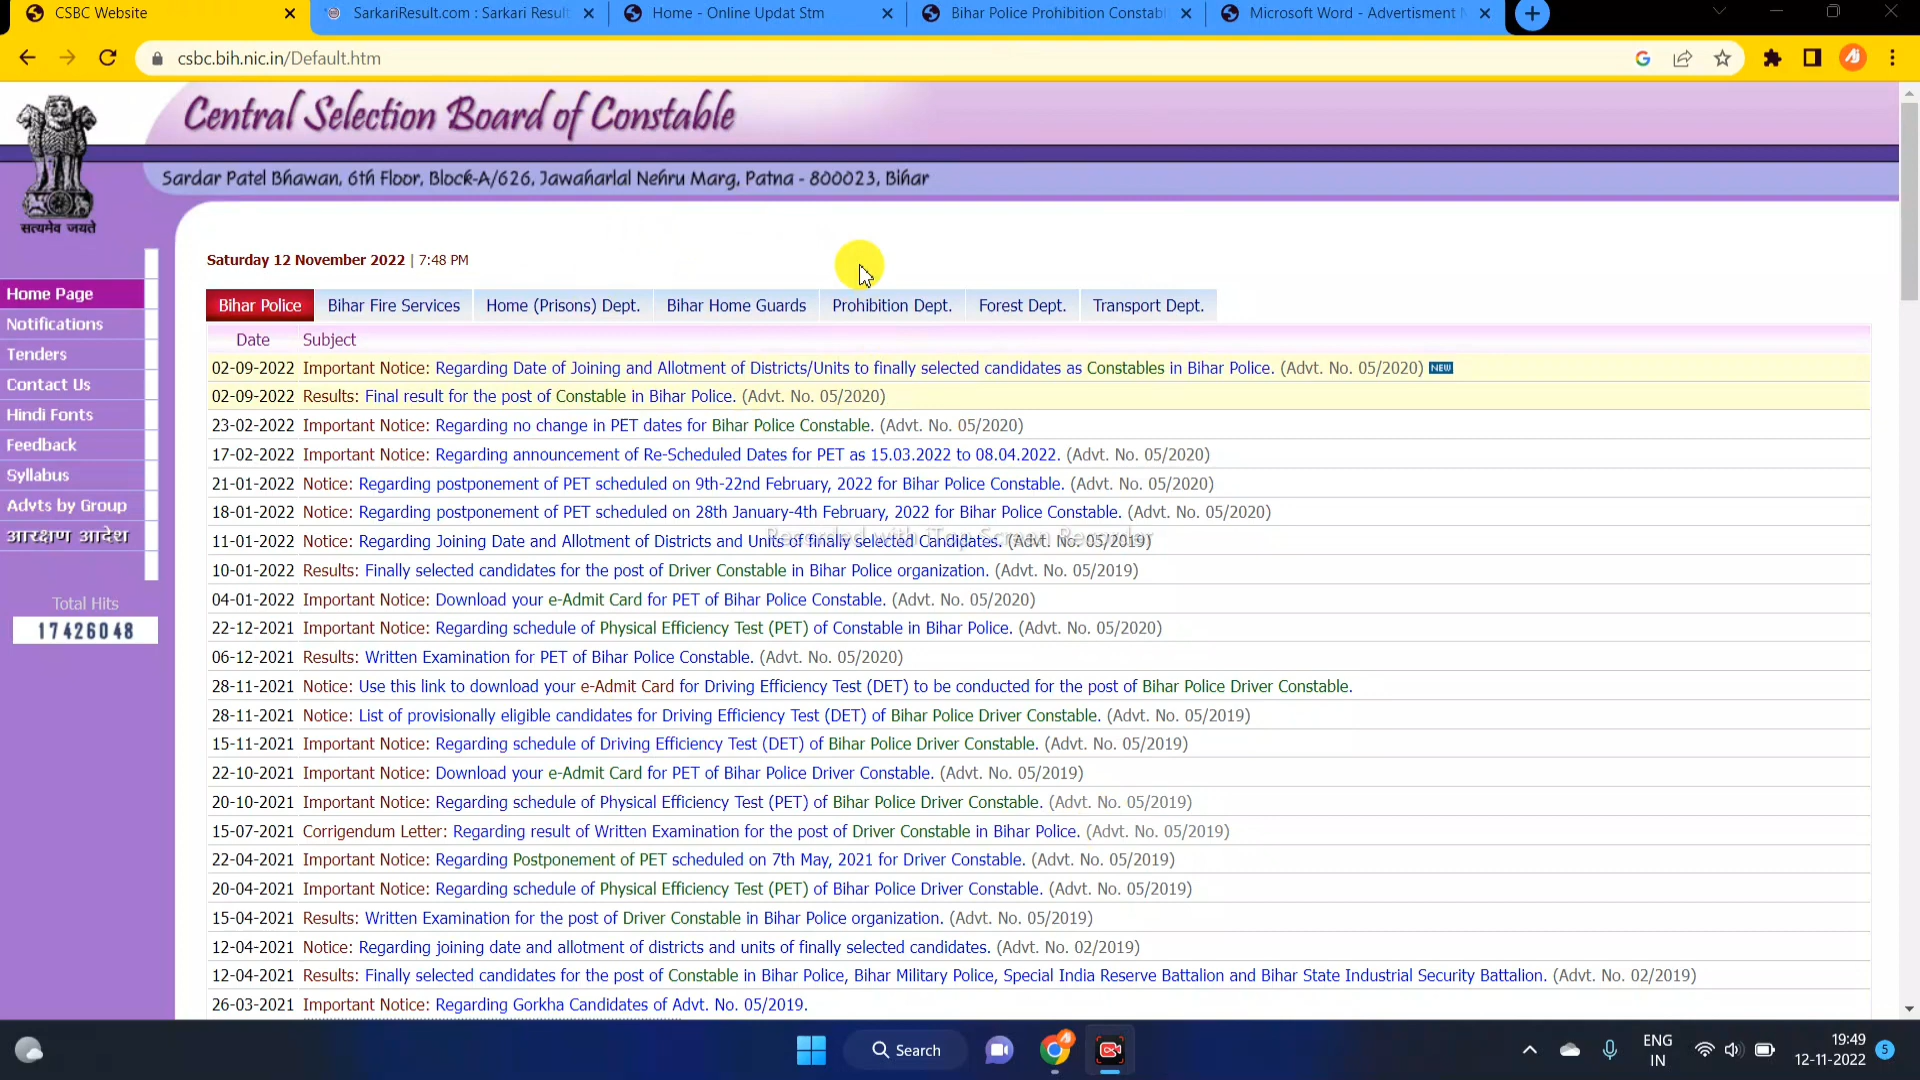 CSBC Website
SarkariResult.com : Sarkari Result
Home - Online Updat Stm
Bihar Police Prohibition Constabl
Microsoft Word - Advertisment N
csbc.bih.nic.in/Default.htm
Central Selection Board of Constable
Sardar Patel Bhawan, 6th Floor, Block-A/626, Jawaharlal Nehru Marg, Patna - 800023, Bihar
सत्यमेव जयते
Saturday 12 November 2022 | 7:48 PM
Home Page
Notifications
Tenders
Contact Us
Hindi Fonts
Feedback
Syllabus
Advts by Group
आरक्षण आदेश
Total Hits
17426048
Bihar Police Bihar Fire Services Home (Prisons) Dept. Bihar Home Guards Prohibition Dept. Forest Dept. Transport Dept.
Date Subject
02-09-2022 Important Notice: Regarding Date of Joining and Allotment of Districts/Units to finally selected candidates as Constables in Bihar Police. (Advt. No. 05/2020) NEW
02-09-2022 Results: Final result for the post of Constable in Bihar Police. (Advt. No. 05/2020)
23-02-2022 Important Notice: Regarding no change in PET dates for Bihar Police Constable. (Advt. No. 05/2020)
17-02-2022 Important Notice: Regarding announcement of Re-Scheduled Dates for PET as 15.03.2022 to 08.04.2022. (Advt. No. 05/2020)
21-01-2022 Notice: Regarding postponement of PET scheduled on 9th-22nd February, 2022 for Bihar Police Constable. (Advt. No. 05/2020)
18-01-2022 Notice: Regarding postponement of PET scheduled on 28th January-4th February, 2022 for Bihar Police Constable. (Advt. No. 05/2020)
11-01-2022 Notice: Regarding Joining Date and Allotment of Districts and Units of finally selected Candidates. (Advt. No. 05/2019)
Recorded with iTop Screen Recorder
10-01-2022 Results: Finally selected candidates for the post of Driver Constable in Bihar Police organization. (Advt. No. 05/2019)
04-01-2022 Important Notice: Download your e-Admit Card for PET of Bihar Police Constable. (Advt. No. 05/2020)
22-12-2021 Important Notice: Regarding schedule of Physical Efficiency Test (PET) of Constable in Bihar Police. (Advt. No. 05/2020)
06-12-2021 Results: Written Examination for PET of Bihar Police Constable. (Advt. No. 05/2020)
28-11-2021 Notice: Use this link to download your e-Admit Card for Driving Efficiency Test (DET) to be conducted for the post of Bihar Police Driver Constable.
28-11-2021 Notice: List of provisionally eligible candidates for Driving Efficiency Test (DET) of Bihar Police Driver Constable. (Advt. No. 05/2019)
15-11-2021 Important Notice: Regarding schedule of Driving Efficiency Test (DET) of Bihar Police Driver Constable. (Advt. No. 05/2019)
22-10-2021 Important Notice: Download your e-Admit Card for PET of Bihar Police Driver Constable. (Advt. No. 05/2019)
20-10-2021 Important Notice: Regarding schedule of Physical Efficiency Test (PET) of Bihar Police Driver Constable. (Advt. No. 05/2019)
15-07-2021 Corrigendum Letter: Regarding result of Written Examination for the post of Driver Constable in Bihar Police. (Advt. No. 05/2019)
22-04-2021 Important Notice: Regarding Postponement of PET scheduled on 7th May, 2021 for Driver Constable. (Advt. No. 05/2019)
20-04-2021 Important Notice: Regarding schedule of Physical Efficiency Test (PET) of Bihar Police Driver Constable. (Advt. No. 05/2019)
15-04-2021 Results: Written Examination for the post of Driver Constable in Bihar Police organization. (Advt. No. 05/2019)
12-04-2021 Notice: Regarding joining date and allotment of districts and units of finally selected candidates. (Advt. No. 02/2019)
12-04-2021 Results: Finally selected candidates for the post of Constable in Bihar Police, Bihar Military Police, Special India Reserve Battalion and Bihar State Industrial Security Battalion. (Advt. No. 02/2019)
26-03-2021 Important Notice: Regarding Gorkha Candidates of Advt. No. 05/2019.
Search
ENG
IN
19:49
12-11-2022
5